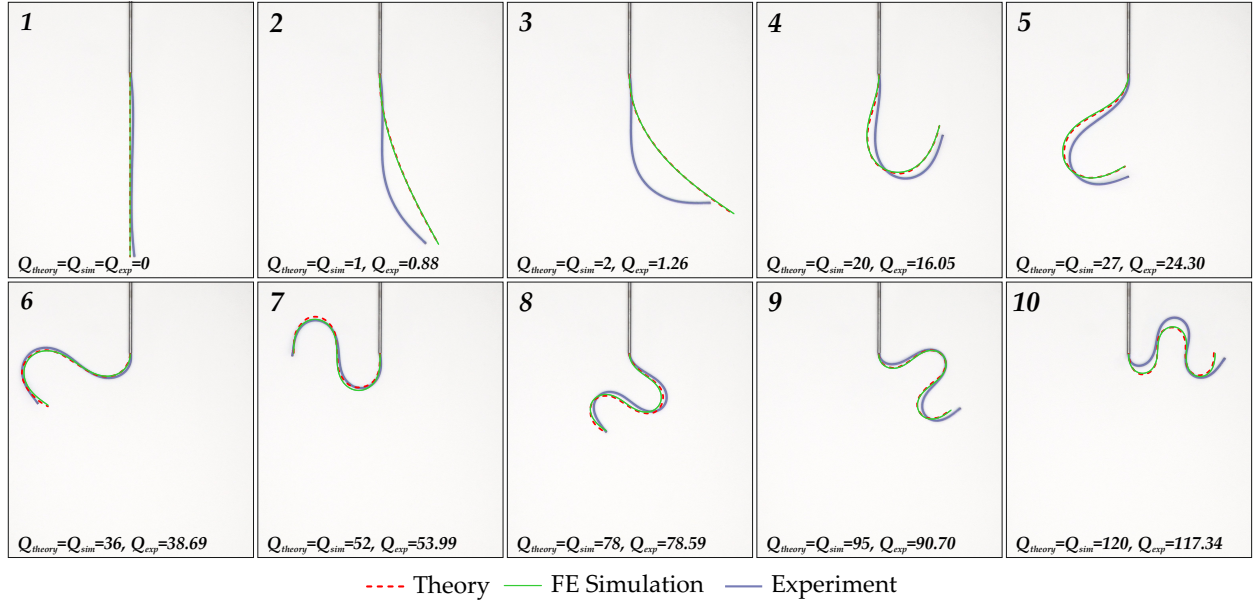 1
2
3
4
5
Q_theory=Q_sim=Q_exp=0
Q_theory=Q_sim=1, Q_exp=0.88
Q_theory=Q_sim=2, Q_exp=1.26
Q_theory=Q_sim=20, Q_exp=16.05
Q_theory=Q_sim=27, Q_exp=24.30
6
7
8
9
10
Q_theory=Q_sim=36, Q_exp=38.69
Q_theory=Q_sim=52, Q_exp=53.99
Q_theory=Q_sim=78, Q_exp=78.59
Q_theory=Q_sim=95, Q_exp=90.70
Q_theory=Q_sim=120, Q_exp=117.34
Theory
FE Simulation
Experiment